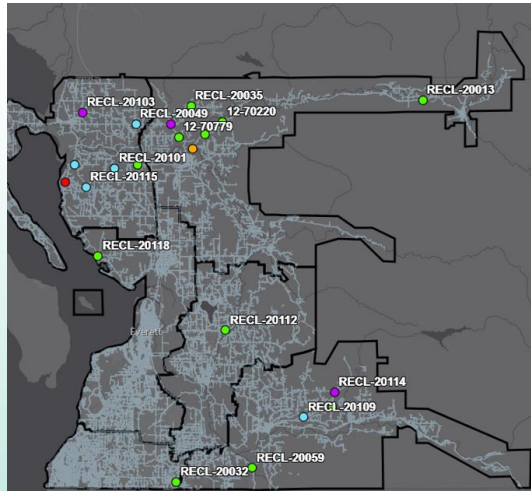 RECL-20035
RECL-20013
RECL-20103
RECL-20049
12-70220
12-70779
RECL-20101
RECL-20115
RECL-20118
RECL-20112
Everett
RECL-20114
RECL-20109
RECL-20059
RECL-20032